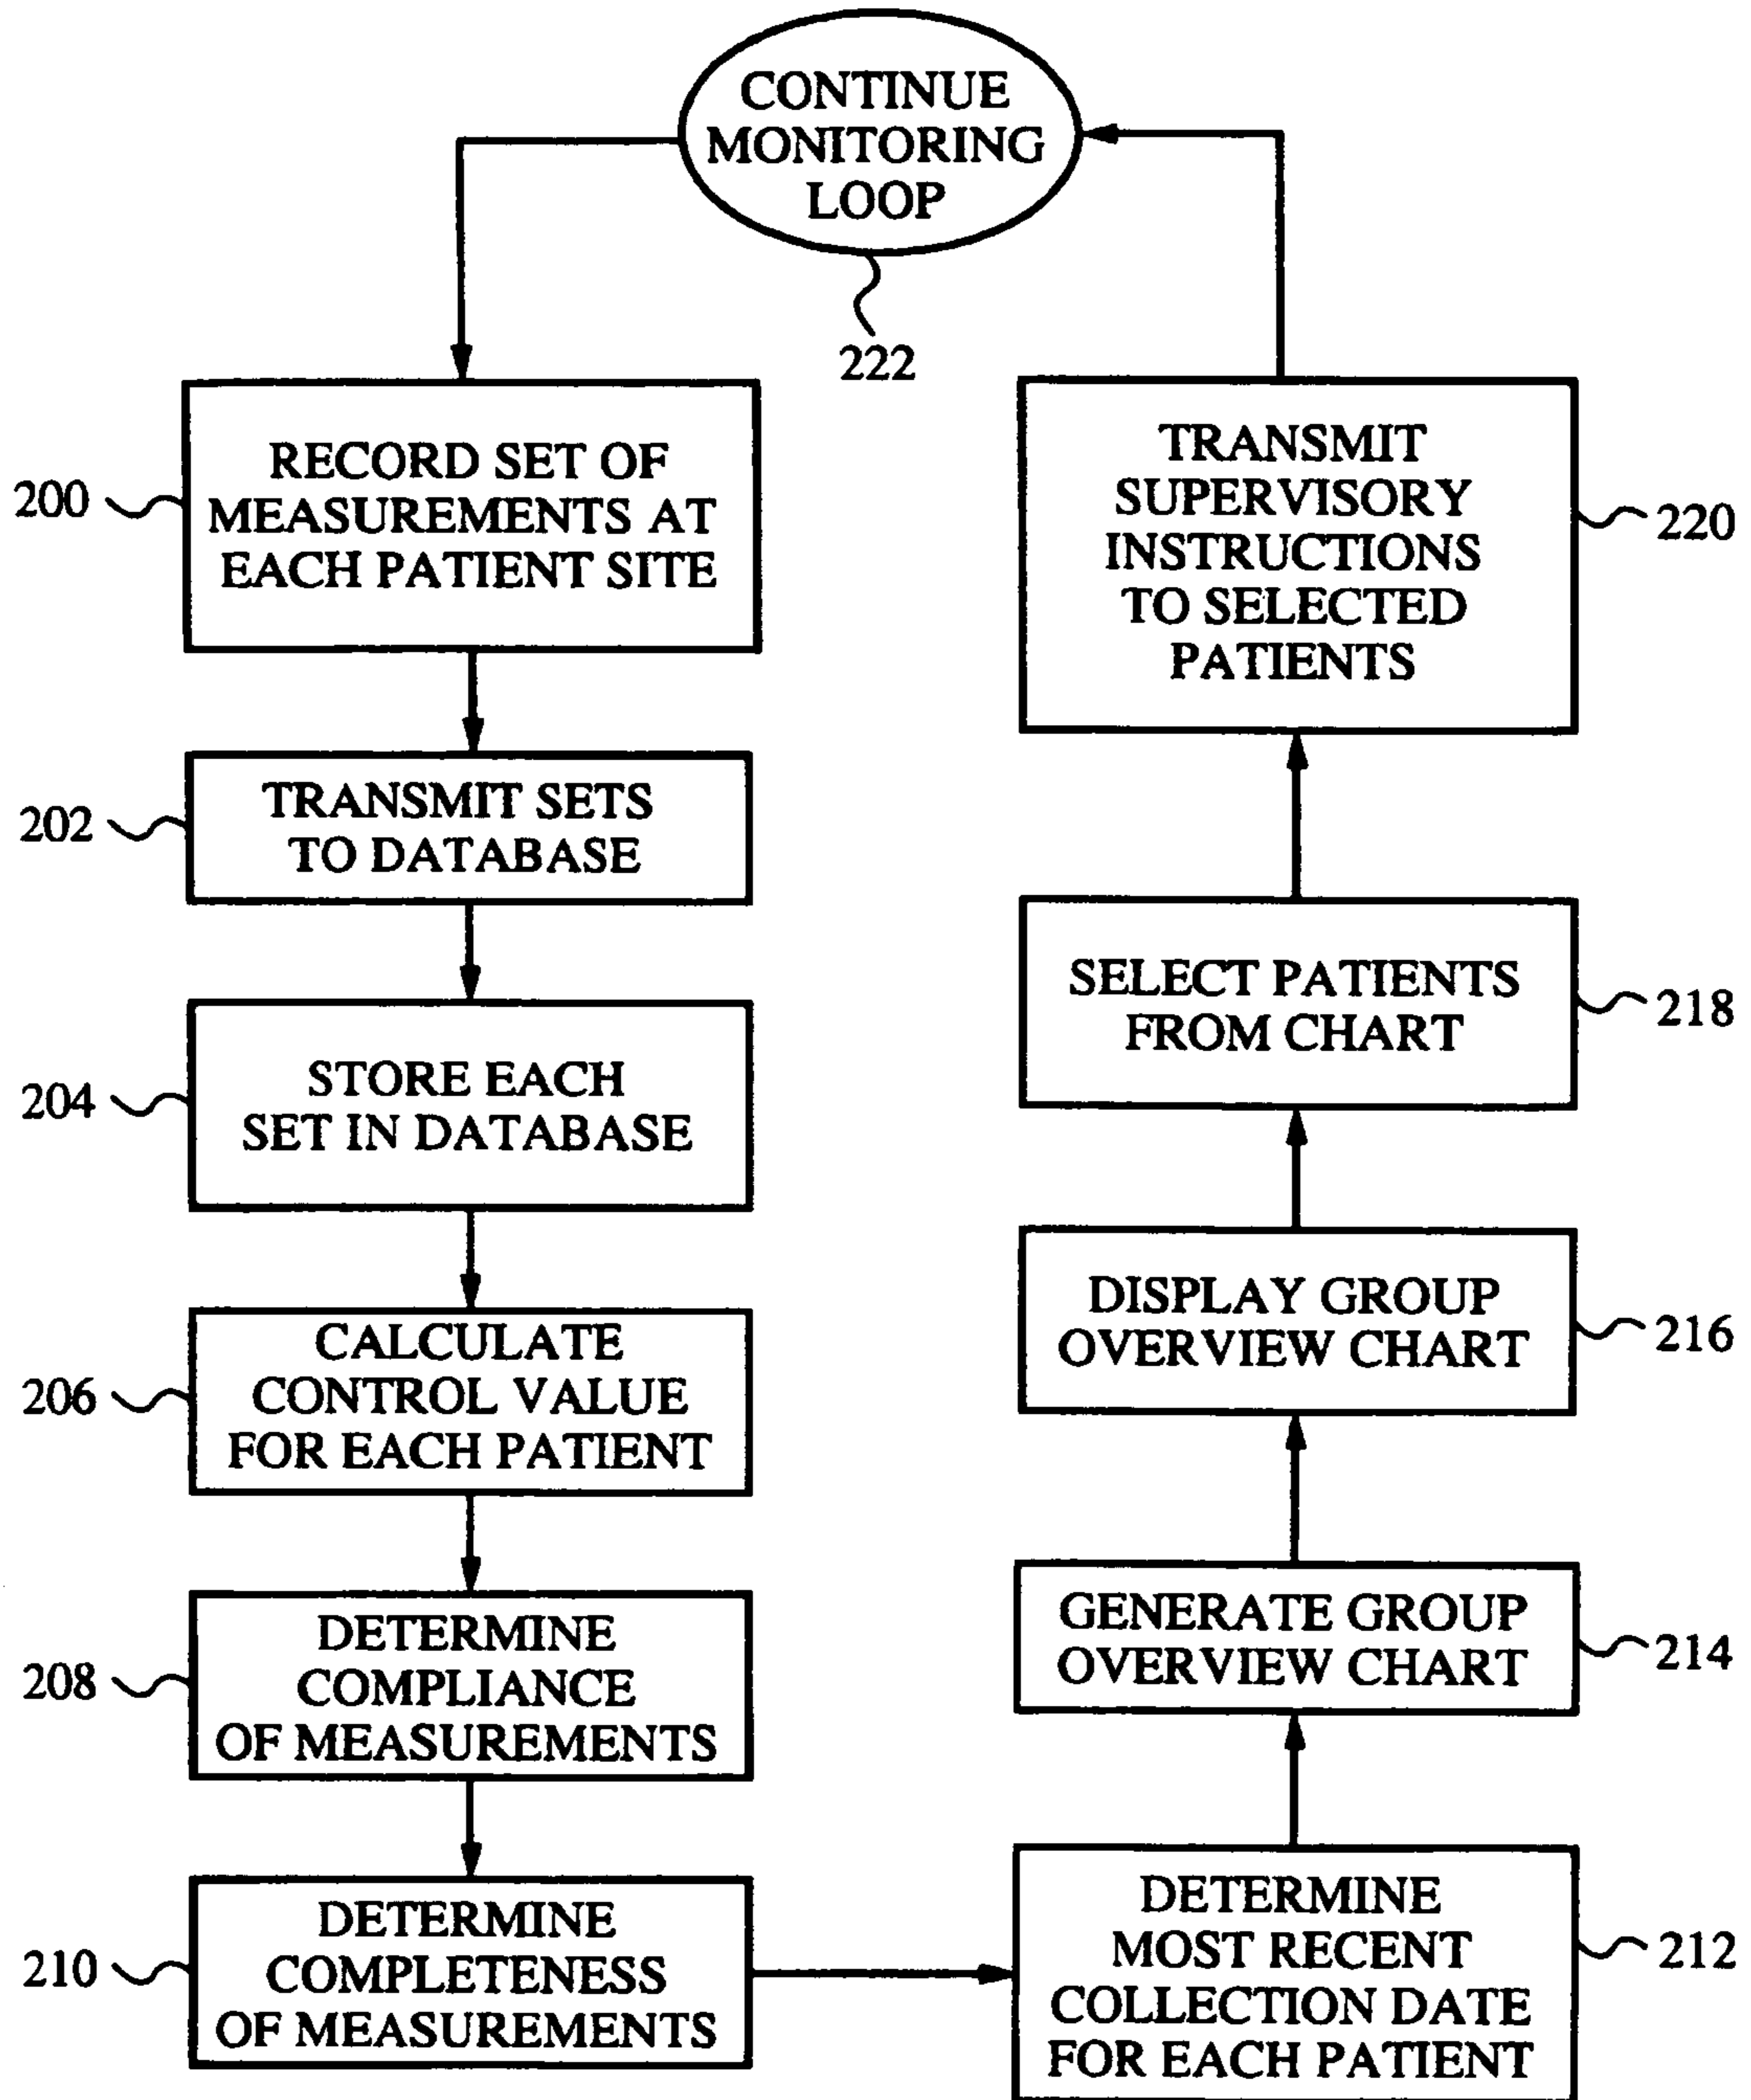 CONTINUE
MONITORING
LOOP
222
200
RECORD SET OF
MEASUREMENTS AT
EACH PATIENT SITE
202
TRANSMIT SETS
TO DATABASE
204
STORE EACH
SET IN DATABASE
206
CALCULATE
CONTROL VALUE
FOR EACH PATIENT
208
DETERMINE
COMPLIANCE
OF MEASUREMENTS
210
DETERMINE
COMPLETENESS
OF MEASUREMENTS
DETERMINE
MOST RECENT
COLLECTION DATE
FOR EACH PATIENT
212
GENERATE GROUP
OVERVIEW CHART
214
DISPLAY GROUP
OVERVIEW CHART
216
SELECT PATIENTS
FROM CHART
218
TRANSMIT
SUPERVISORY
INSTRUCTIONS
TO SELECTED
PATIENTS
220